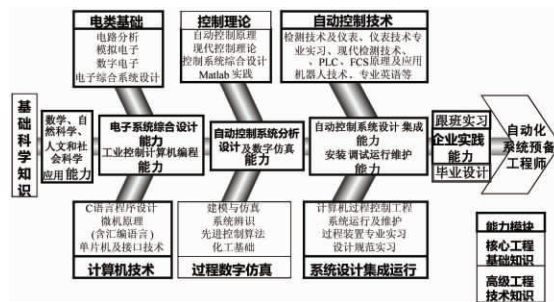 电类基础
电路分析
模拟电子
数字电子
电子综合系统设计
控制理论
自动控制原理
现代控制理论
控制系统综合设计
Matlab 实践
自动控制技术
检测技术及仪表、仪表技术专
业实习、现代检测技术、
、PLC、FCS原理及应用
机器人技术、专业英语等
基础科学知识
数学、自
然科学、
人文和社
会科学
应用 能力
电子系统综合设计
能力
工业控制计算机编程
能力
自动控制系统分析
设计及数字仿真
能力
自动控制系统设计 集成
能力
安装 调试运行维护
能力
跟班实习
企业实践
能力
毕业设计
自动化
系统预备
工程师
C语言程序设计
微机原理
(含汇编语言)
单片机及接口技术
计算机技术
建模与仿真
系统辨识
先进控制算法
化工基础
过程数字仿真
计算机过程控制工程
系统运行及维护
过程装置专业实习
设计规范实习
系统设计集成运行
能力模块
核心工程
基础知识
高级工程
技术知识